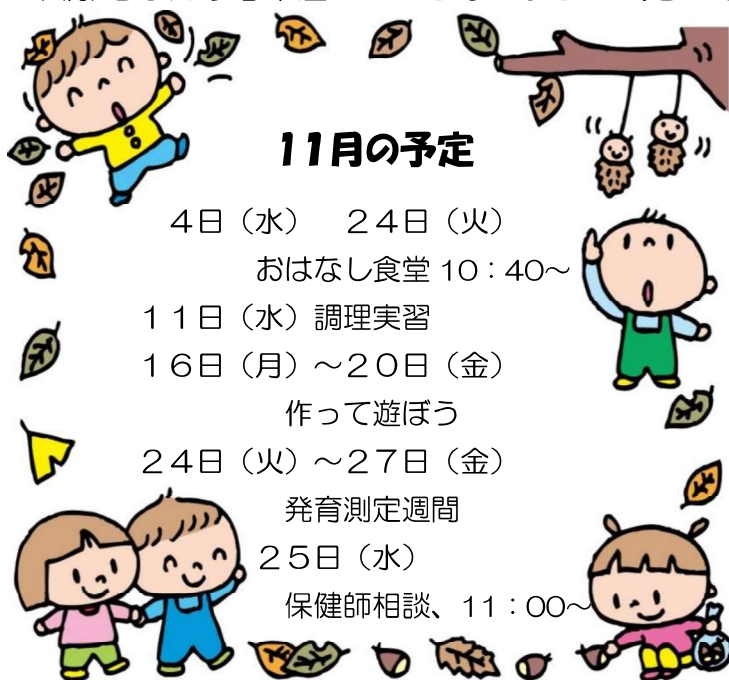 11月の予定
４日（水）　２４日（火）
おはなし食堂 10：40～
１１日（水）調理実習
１６日（月）～２０日（金）
作って遊ぼう
２４日（火）～２７日（金）
発育測定週間
２５日（水）
保健師相談、11：00～